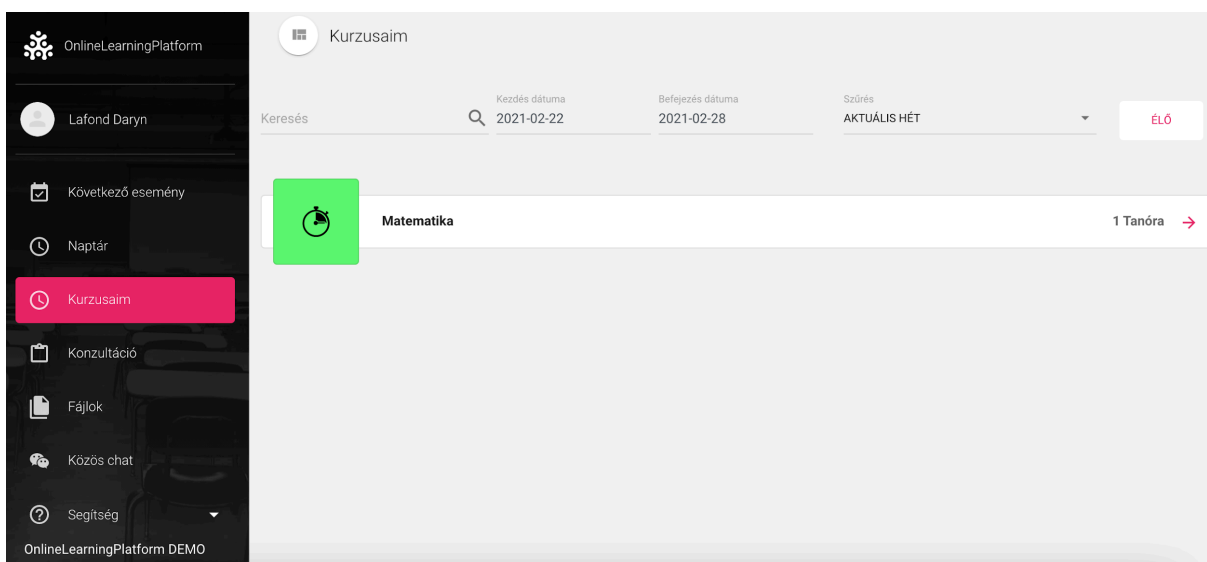 OnlineLearningPlatform
Lafond Daryn
Következő esemény
Naptár
Kurzusaim
Konzultáció
Fájlok
Közös chat
Segítség
OnlineLearningPlatform DEMO
Kurzusaim
Keresés
Kezdés dátuma
2021-02-22
Befejezés dátuma
2021-02-28
Szűrés
AKTUÁLIS HÉT
ÉLŐ
Matematika
1 Tanóra